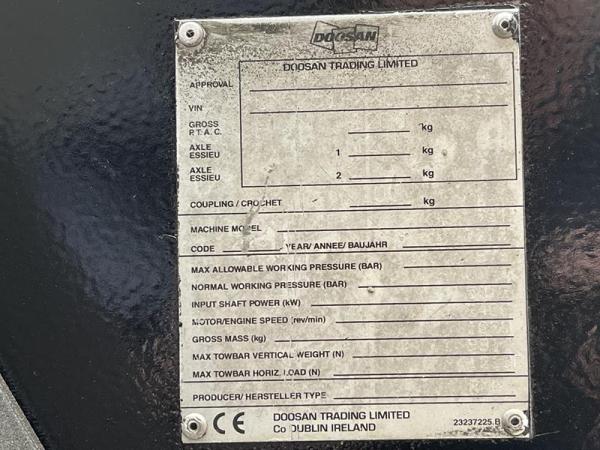 DOOSAN
DOOSAN TRADING LIMITED
APPROVAL
VIN
GROSS kg
P.T. A. C.
AXLE 1 kg
ESSIEU
AXLE 2 kg
ESSIEU
COUPLING / CROCHET kg
MACHINE MODEL
CODE YEAR/ ANNEE/ BAUJAHR
MAX ALLOWABLE WORKING PRESSURE (BAR)
NORMAL WORKING PRESSURE (BAR)
INPUT SHAFT POWER (kW)
MOTOR/ENGINE SPEED (rev/min)
GROSS MASS (kg)
MAX TOWBAR VERTICAL WEIGHT (N)
MAX TOWBAR HORIZ. LOAD (N)
PRODUCER/ HERSTELLER TYPE
CE DOOSAN TRADING LIMITED
Co DUBLIN IRELAND 23237225.B